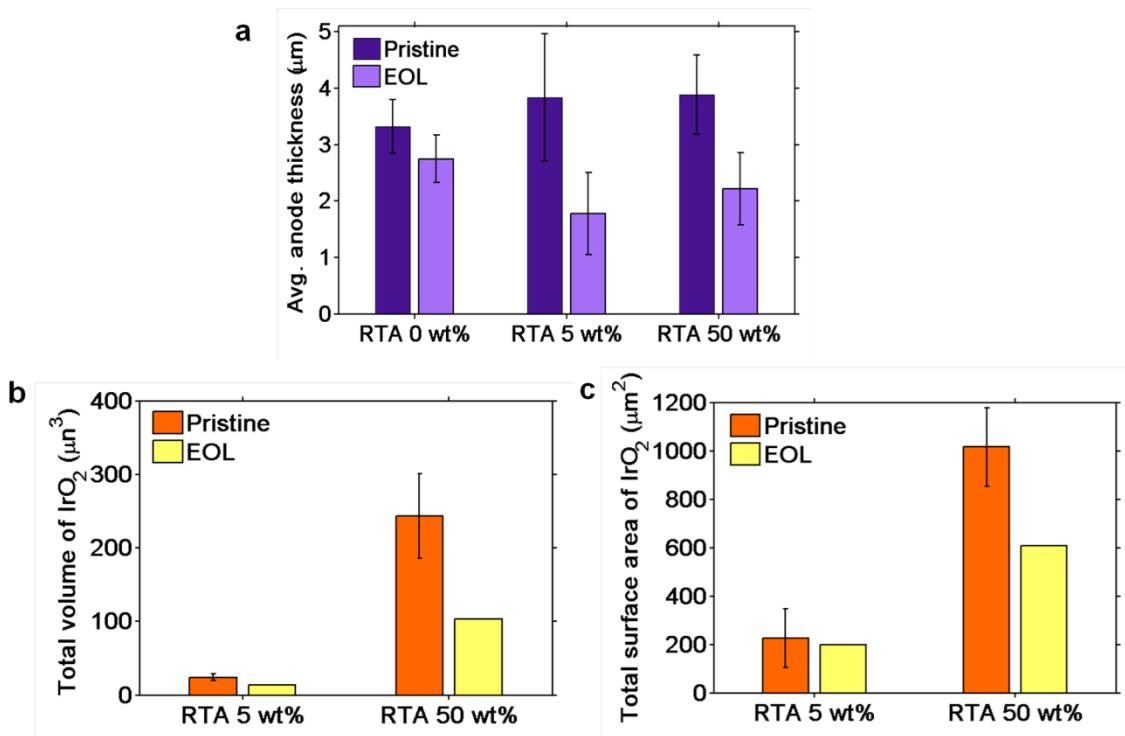 a
Avg. anode thickness (μm)
5
4
3
2
1
0
Pristine
EOL
RTA 0 wt% RTA 5 wt% RTA 50 wt%
b
Total volume of IrO₂ (μn³)
400
300
200
100
0
Pristine
EOL
RTA 5 wt% RTA 50 wt%
c
Total surface area of IrO₂ (μm²)
1200
1000
800
600
400
200
0
Pristine
EOL
RTA 5 wt% RTA 50 wt%